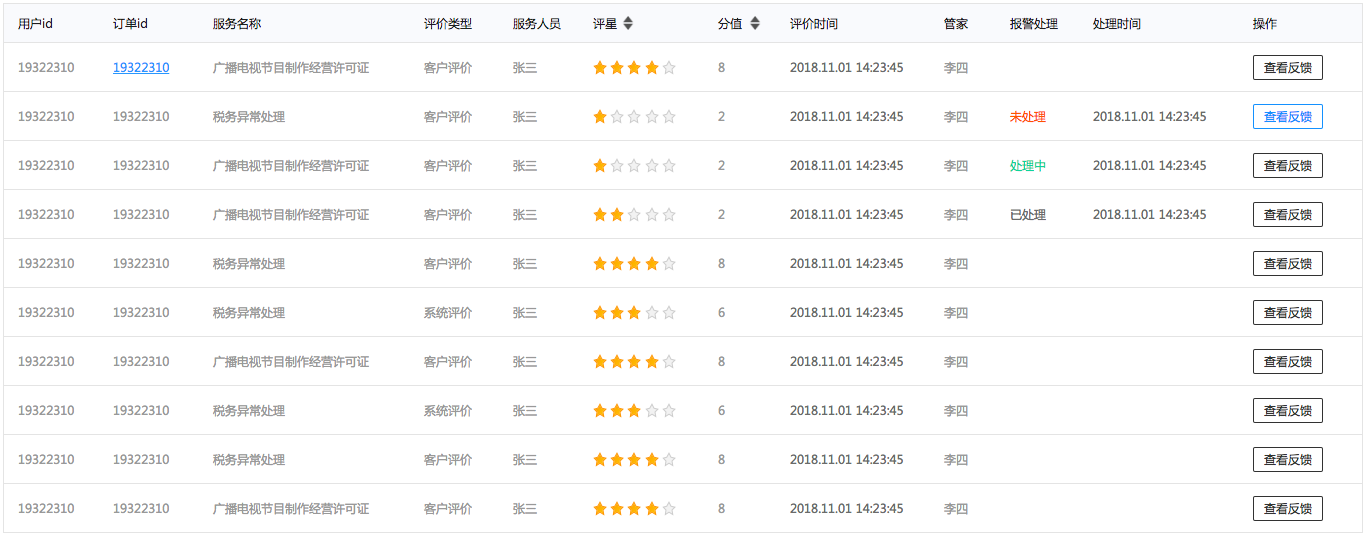 用户id 订单id 服务名称 评价类型 服务人员 评星 分值 评价时间 管家 报警处理 处理时间 操作
19322310 19322310 广播电视节目制作经营许可证 客户评价 张三 8 2018.11.01 14:23:45 李四 查看反馈
19322310 19322310 税务异常处理 客户评价 张三 2 2018.11.01 14:23:45 李四 未处理 2018.11.01 14:23:45 查看反馈
19322310 19322310 广播电视节目制作经营许可证 客户评价 张三 2 2018.11.01 14:23:45 李四 处理中 2018.11.01 14:23:45 查看反馈
19322310 19322310 广播电视节目制作经营许可证 客户评价 张三 2 2018.11.01 14:23:45 李四 已处理 2018.11.01 14:23:45 查看反馈
19322310 19322310 税务异常处理 客户评价 张三 8 2018.11.01 14:23:45 李四 查看反馈
19322310 19322310 税务异常处理 系统评价 张三 6 2018.11.01 14:23:45 李四 查看反馈
19322310 19322310 广播电视节目制作经营许可证 客户评价 张三 8 2018.11.01 14:23:45 李四 查看反馈
19322310 19322310 税务异常处理 系统评价 张三 6 2018.11.01 14:23:45 李四 查看反馈
19322310 19322310 税务异常处理 客户评价 张三 8 2018.11.01 14:23:45 李四 查看反馈
19322310 19322310 广播电视节目制作经营许可证 客户评价 张三 8 2018.11.01 14:23:45 李四 查看反馈